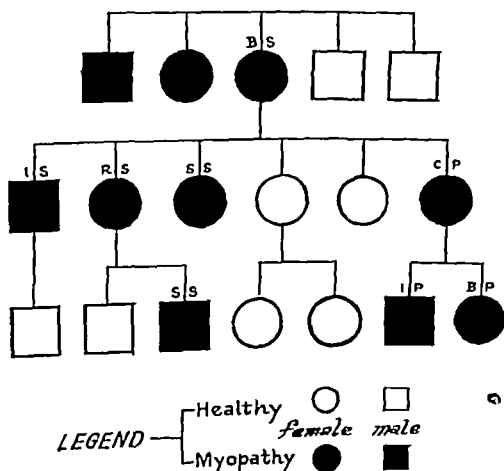 B S
I S R S S S C P
S S I P B P
Healthy
female male
LEGEND
Myopathy